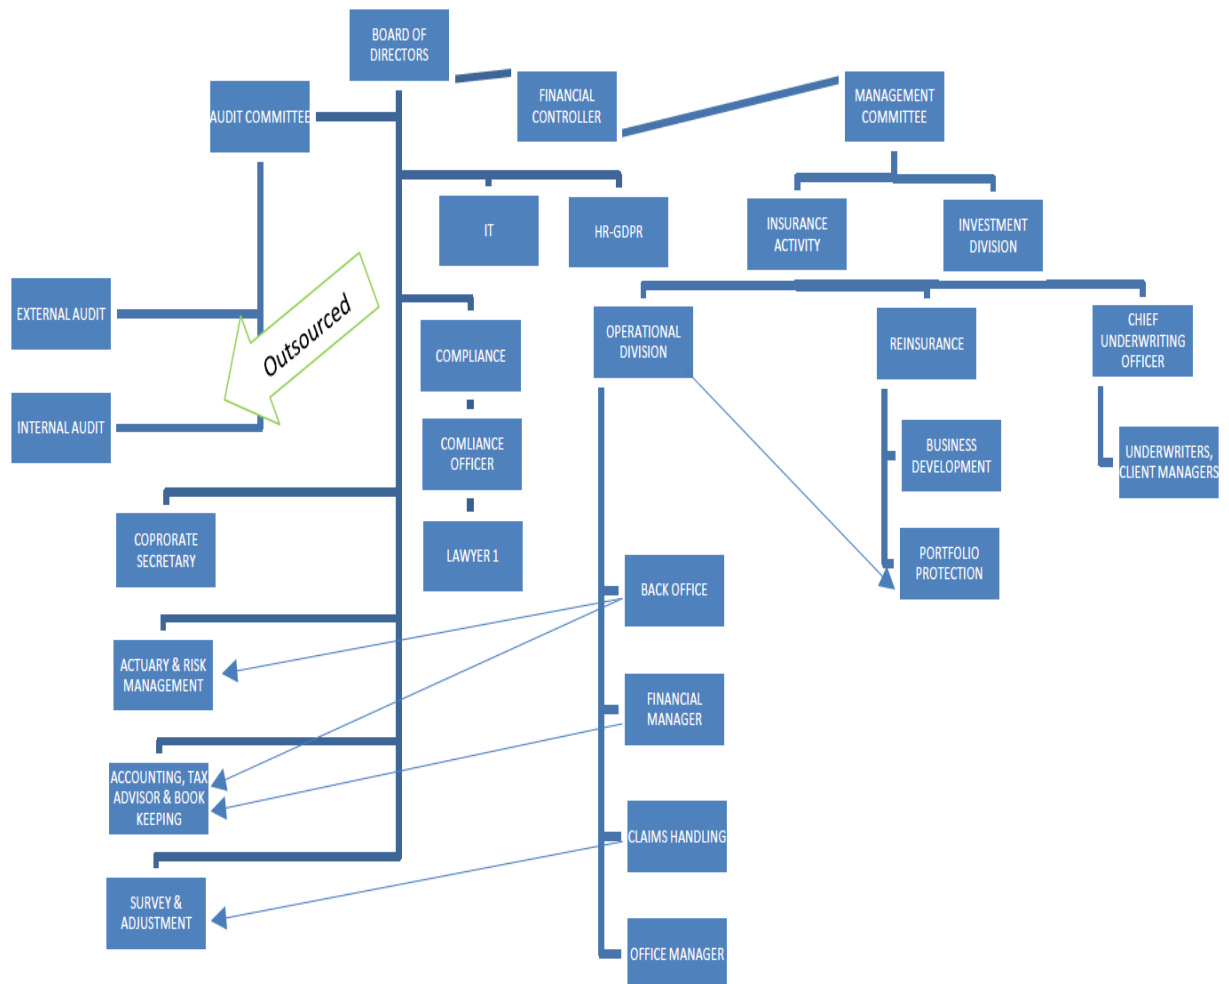 BOARD OF
DIRECTORS
AUDIT COMMITTEE
FINANCIAL
CONTROLLER
MANAGEMENT
COMMITTEE
IT
HR-GDPR
INSURANCE
ACTIVITY
INVESTMENT
DIVISION
EXTERNAL AUDIT
Outsourced
COMPLIANCE
OPERATIONAL
DIVISION
REINSURANCE
CHIEF
UNDERWRITING
OFFICER
INTERNAL AUDIT
COMLIANCE
OFFICER
BUSINESS
DEVELOPMENT
UNDERWRITERS,
CLIENT MANAGERS
COPRORATE
SECRETARY
LAWYER 1
PORTFOLIO
PROTECTION
BACK OFFICE
ACTUARY & RISK
MANAGEMENT
FINANCIAL
MANAGER
ACCOUNTING, TAX
ADVISOR & BOOK
KEEPING
CLAIMS HANDLING
SURVEY &
ADJUSTMENT
OFFICE MANAGER